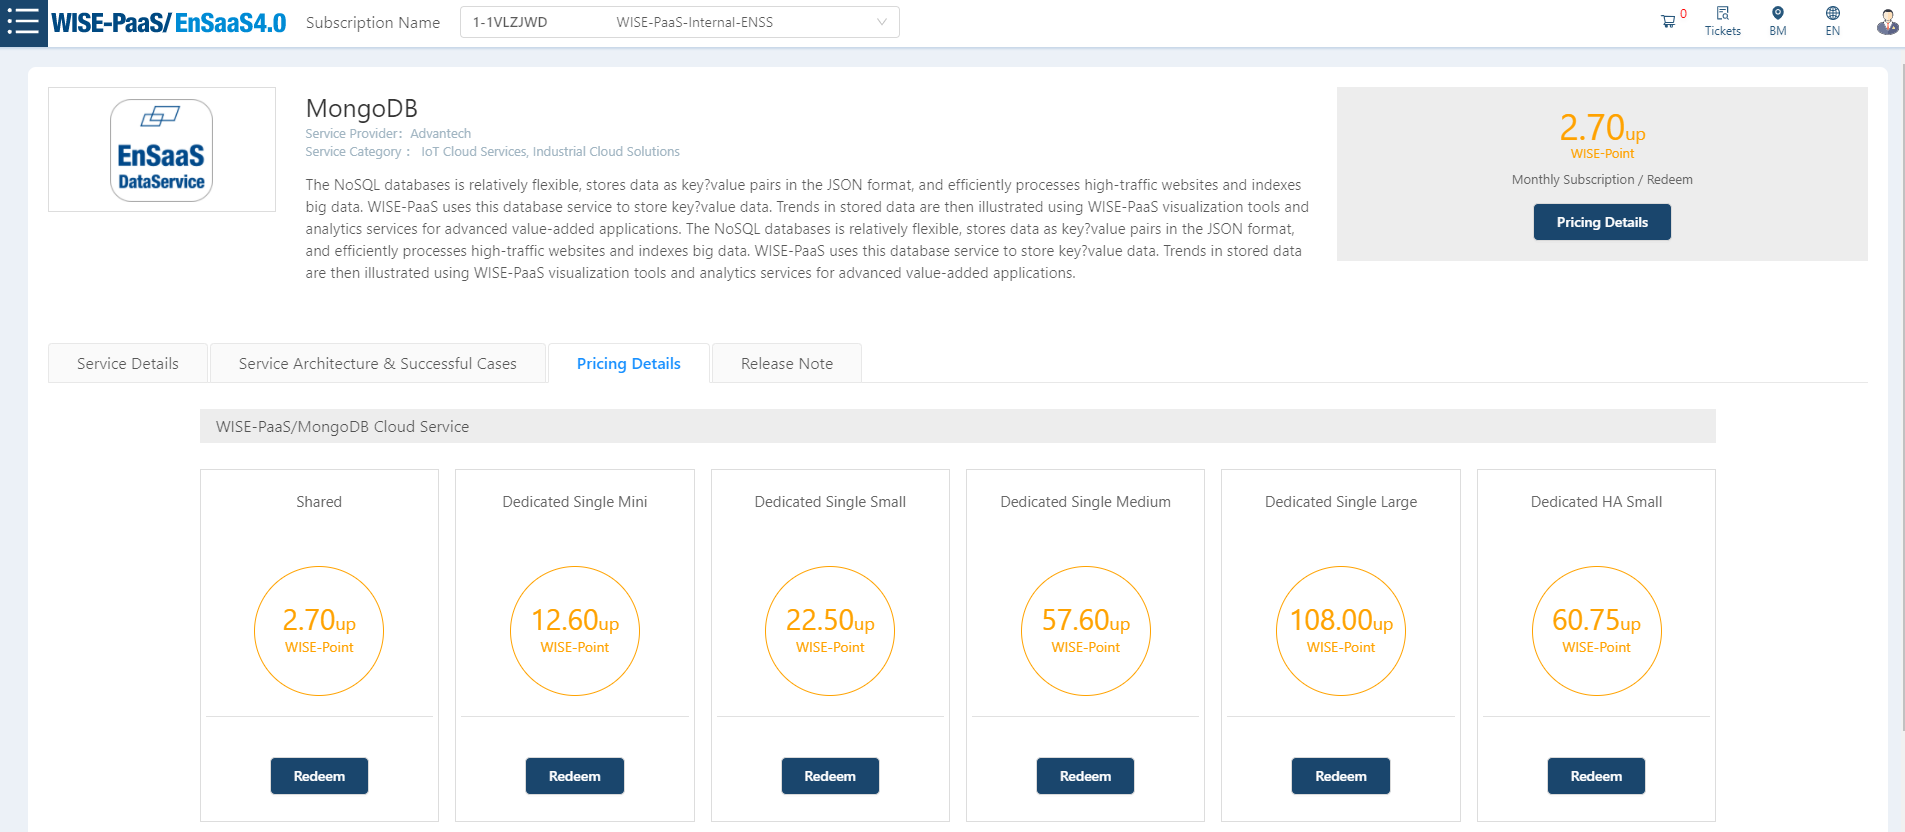 WISE-PaaS/ EnSaaS4.0
Subscription Name
1-1VLZJWD WISE-PaaS-Internal-ENSS
0
Tickets
BM
EN
EnSaaS
DataService
MongoDB
Service Provider: Advantech
Service Category : IoT Cloud Services, Industrial Cloud Solutions
The NoSQL databases is relatively flexible, stores data as key?value pairs in the JSON format, and efficiently processes high-traffic websites and indexes
big data. WISE-PaaS uses this database service to store key?value data. Trends in stored data are then illustrated using WISE-PaaS visualization tools and
analytics services for advanced value-added applications. The NoSQL databases is relatively flexible, stores data as key?value pairs in the JSON format,
and efficiently processes high-traffic websites and indexes big data. WISE-PaaS uses this database service to store key?value data. Trends in stored data
are then illustrated using WISE-PaaS visualization tools and analytics services for advanced value-added applications.
2.70up
WISE-Point
Monthly Subscription / Redeem
Pricing Details
Service Details
Service Architecture & Successful Cases
Pricing Details
Release Note
WISE-PaaS/MongoDB Cloud Service
Shared
2.70up
WISE-Point
Redeem
Dedicated Single Mini
12.60up
WISE-Point
Redeem
Dedicated Single Small
22.50up
WISE-Point
Redeem
Dedicated Single Medium
57.60up
WISE-Point
Redeem
Dedicated Single Large
108.00up
WISE-Point
Redeem
Dedicated HA Small
60.75up
WISE-Point
Redeem